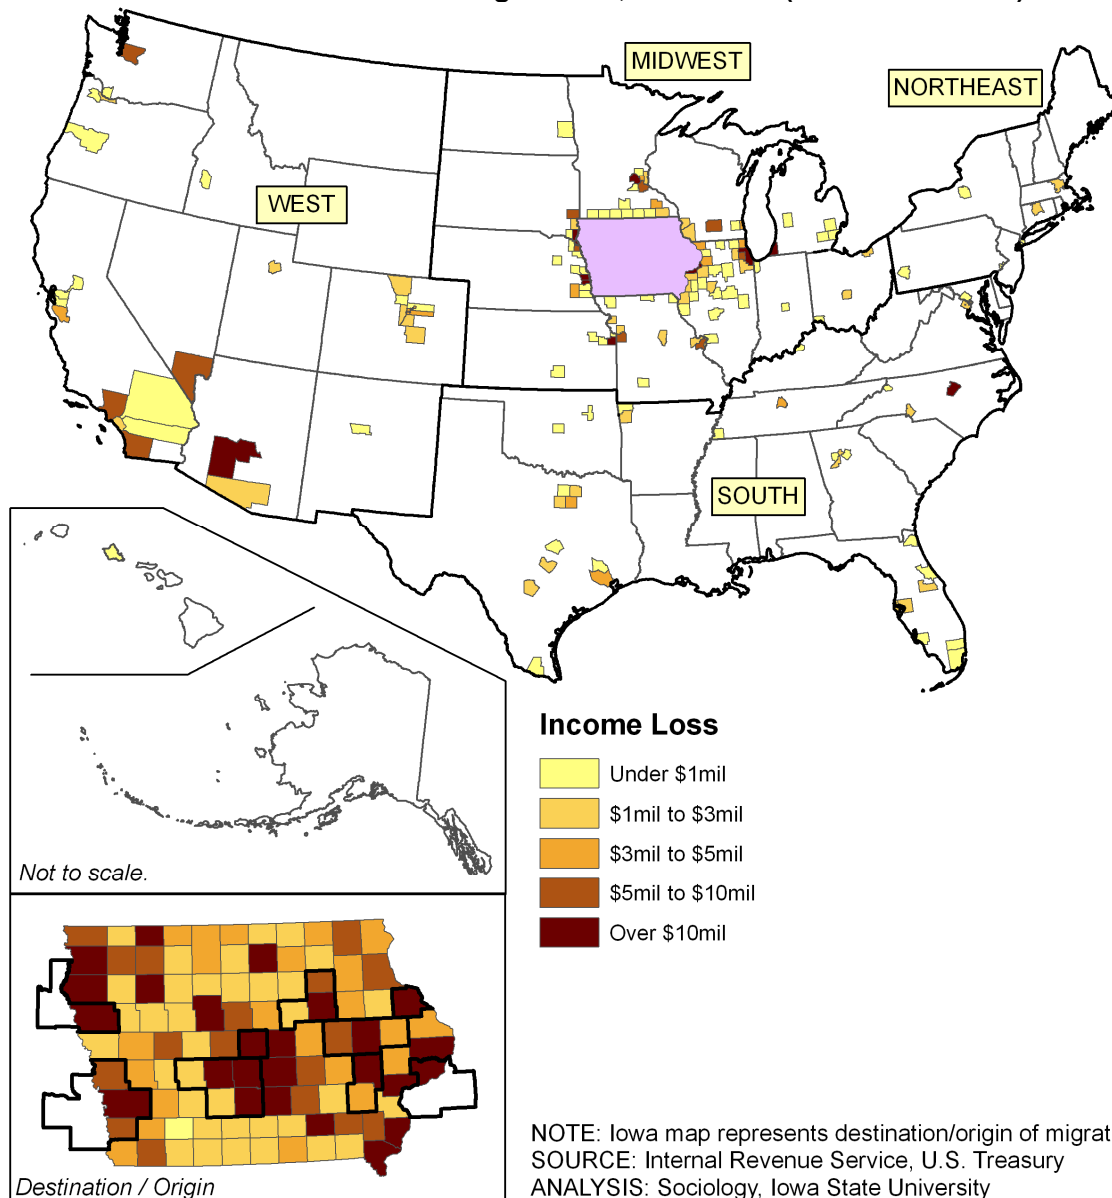 MIDWEST
NORTHEAST
WEST
SOUTH
Income Loss
Under $1mil
$1mil to $3mil
$3mil to $5mil
$5mil to $10mil
Over $10mil
Not to scale.
Destination / Origin
NOTE: Iowa map represents destination/origin of migrat
SOURCE: Internal Revenue Service, U.S. Treasury
ANALYSIS: Sociology, Iowa State University